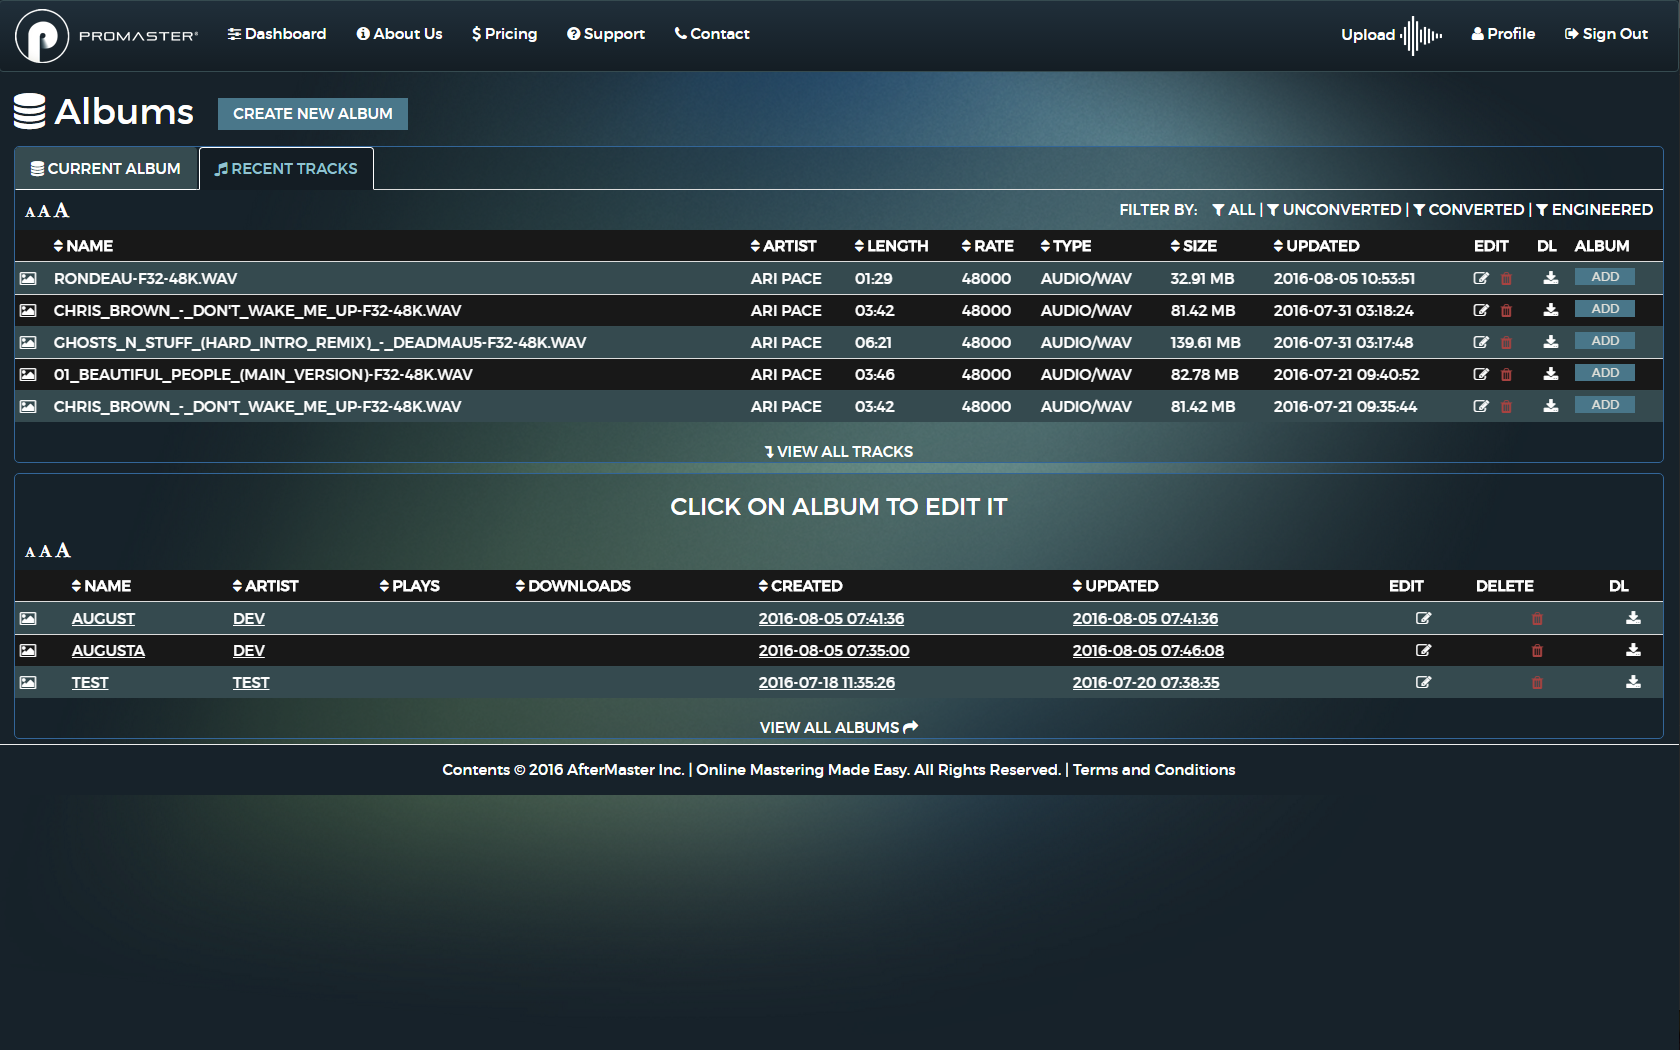 PROMASTER® Dashboard About Us Pricing Support Contact Upload Profile Sign Out
Albums CREATE NEW ALBUM
CURRENT ALBUM RECENT TRACKS
A A A FILTER BY: ALL | UNCONVERTED | CONVERTED | ENGINEERED
NAME ARTIST LENGTH RATE TYPE SIZE UPDATED EDIT DL ALBUM
RONDEAU-F32-48K.WAV ARI PACE 01:29 48000 AUDIO/WAV 32.91 MB 2016-08-05 10:53:51 ADD
CHRIS_BROWN_-_DON'T_WAKE_ME_UP-F32-48K.WAV ARI PACE 03:42 48000 AUDIO/WAV 81.42 MB 2016-07-31 03:18:24 ADD
GHOSTS_N_STUFF_(HARD_INTRO_REMIX)_-_DEADMAU5-F32-48K.WAV ARI PACE 06:21 48000 AUDIO/WAV 139.61 MB 2016-07-31 03:17:48 ADD
01_BEAUTIFUL_PEOPLE_(MAIN_VERSION)-F32-48K.WAV ARI PACE 03:46 48000 AUDIO/WAV 82.78 MB 2016-07-21 09:40:52 ADD
CHRIS_BROWN_-_DON'T_WAKE_ME_UP-F32-48K.WAV ARI PACE 03:42 48000 AUDIO/WAV 81.42 MB 2016-07-21 09:35:44 ADD
VIEW ALL TRACKS
CLICK ON ALBUM TO EDIT IT
A A A
NAME ARTIST PLAYS DOWNLOADS CREATED UPDATED EDIT DELETE DL
AUGUST DEV 2016-08-05 07:41:36 2016-08-05 07:41:36
AUGUSTA DEV 2016-08-05 07:35:00 2016-08-05 07:46:08
TEST TEST 2016-07-18 11:35:26 2016-07-20 07:38:35
VIEW ALL ALBUMS
Contents © 2016 AfterMaster Inc. | Online Mastering Made Easy. All Rights Reserved. | Terms and Conditions